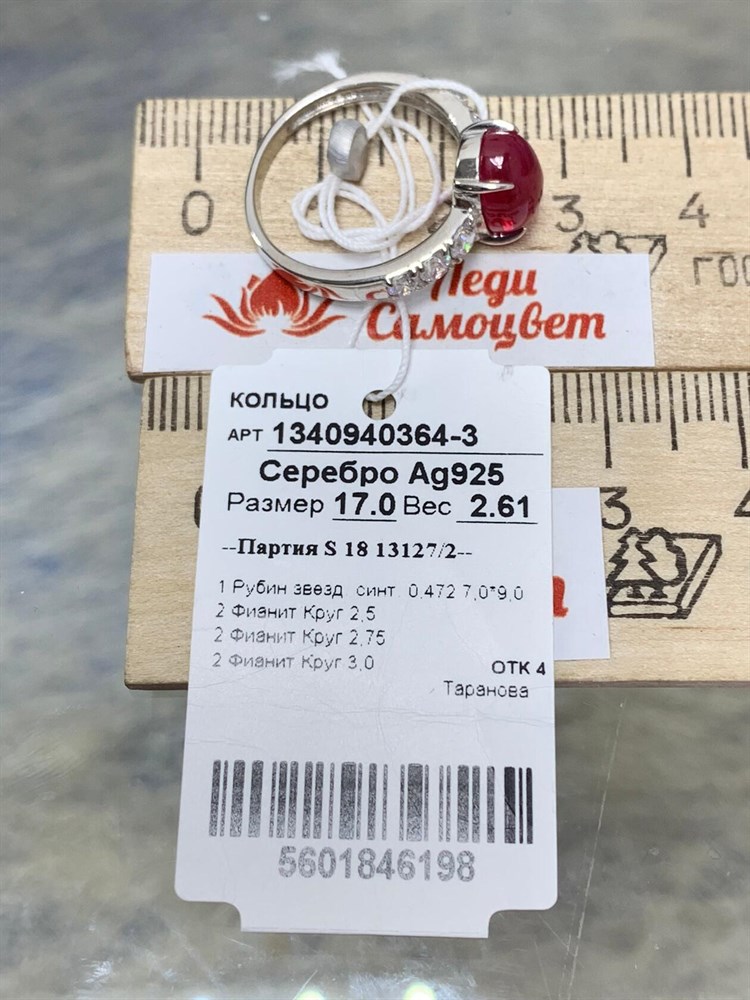 0 3 4
ГОС
Леди
Самоцвет
КОЛЬЦО
АРТ 1340940364-3
Серебро Ag925
Размер 17.0 Вес 2.61
--Партия S 18 13127/2--
1 Рубин звезд. синт. 0,472 7,0*9,0
2 Фианит Круг 2,5
2 Фианит Круг 2,75
2 Фианит Круг 3,0
ОТК 4
Таранова
5601846198
3